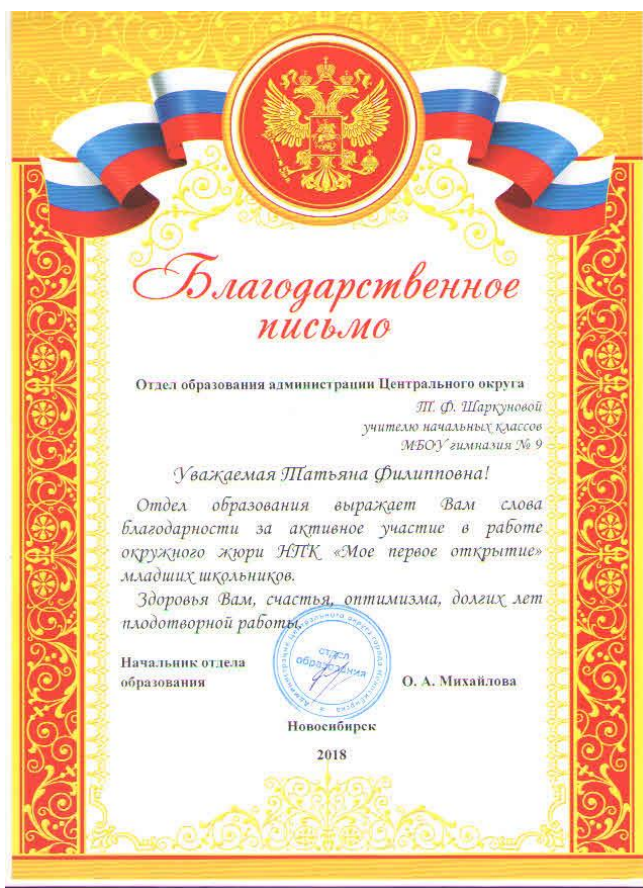 Благодарственное
письмо
Отдел образования администрации Центрального округа
Т. Ф. Шаркуновой
учителю начальных классов
МБОУ гимназия № 9
Уважаемая Татьяна Филипповна!
Отдел образования выражает Вам слова
благодарности за активное участие в работе
окружного жюри НПК «Мое первое открытие»
младших школьников.
Здоровья Вам, счастья, оптимизма, долгих лет
плодотворной работы.
Начальник отдела
образования
отдел
образования
О. А. Михайлова
Новосибирск
2018